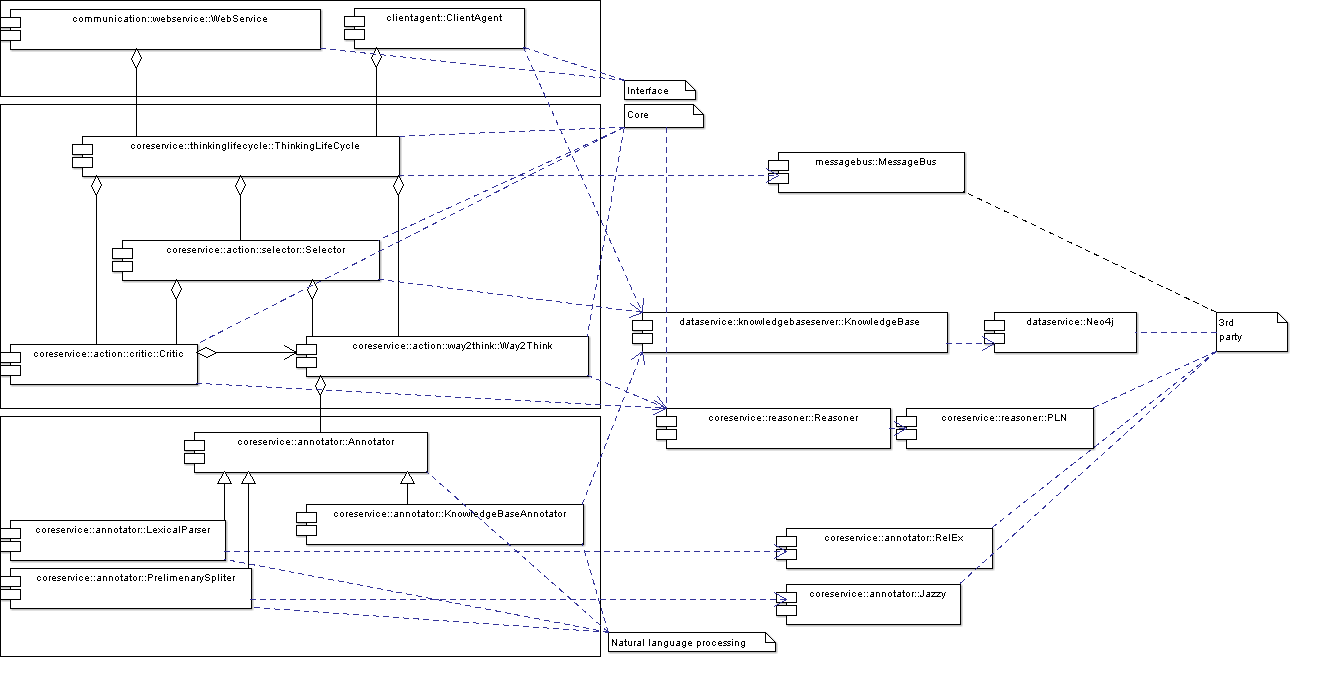 communication::webservice::WebService
clientagent::ClientAgent
Interface
Core
coreservice::thinkinglifecycle::ThinkingLifeCycle
messagebus::MessageBus
coreservice::action::selector::Selector
dataservice::knowledgebaseserver::KnowledgeBase
dataservice::Neo4j
3rd
party
coreservice::action::critic::Critic
coreservice::action::way2think::Way2Think
coreservice::reasoner::Reasoner
coreservice::reasoner::PLN
coreservice::annotator::Annotator
coreservice::annotator::KnowledgeBaseAnnotator
coreservice::annotator::LexicalParser
coreservice::annotator::RelEx
coreservice::annotator::PrelimenarySpliter
coreservice::annotator::Jazzy
Natural language processing